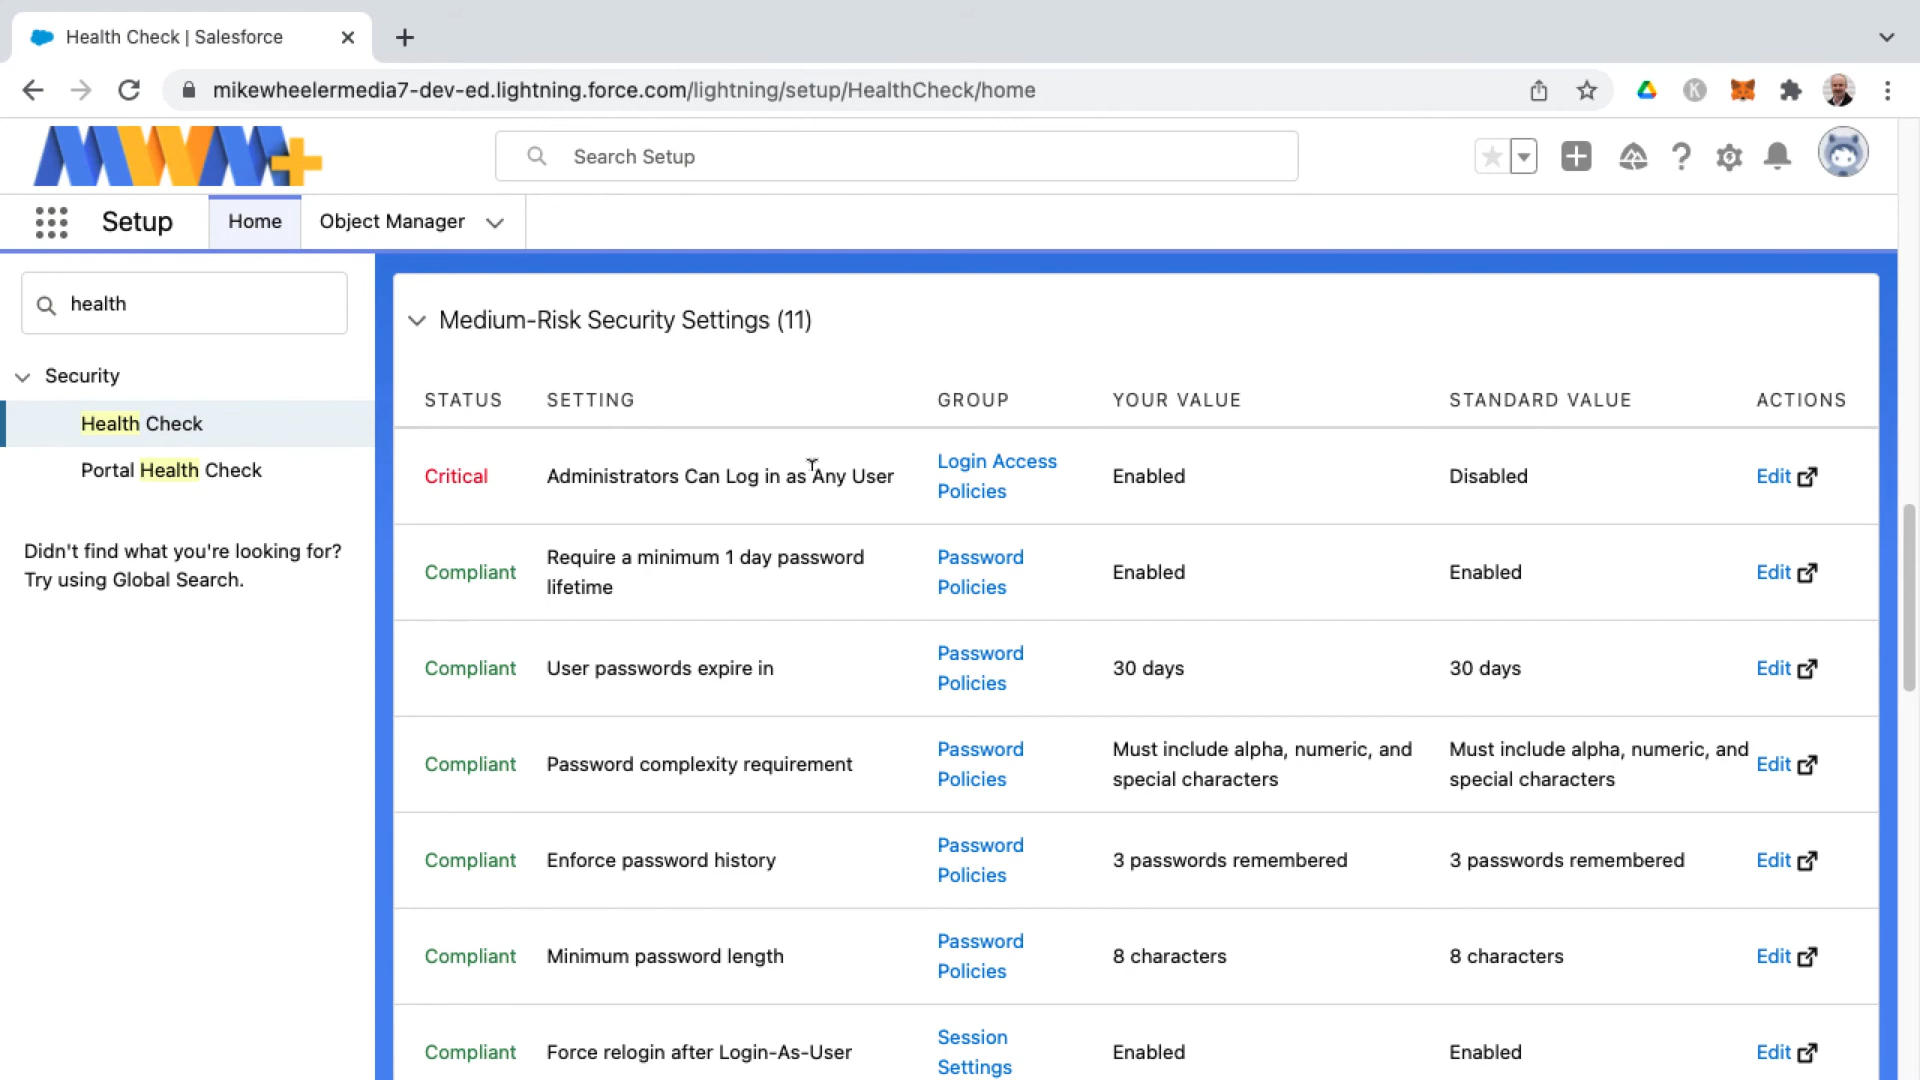 Health Check | Salesforce
mikewheelermedia7-dev-ed.lightning.force.com/lightning/setup/HealthCheck/home
K
MWM+
Search Setup
Setup
Home
Object Manager
health
Security
Health Check
Portal Health Check
Didn't find what you're looking for?
Try using Global Search.
Medium-Risk Security Settings (11)
STATUS SETTING GROUP YOUR VALUE STANDARD VALUE ACTIONS
Critical Administrators Can Log in as Any User Login Access Policies Enabled Disabled Edit
Compliant Require a minimum 1 day password lifetime Password Policies Enabled Enabled Edit
Compliant User passwords expire in Password Policies 30 days 30 days Edit
Compliant Password complexity requirement Password Policies Must include alpha, numeric, and special characters Must include alpha, numeric, and special characters Edit
Compliant Enforce password history Password Policies 3 passwords remembered 3 passwords remembered Edit
Compliant Minimum password length Password Policies 8 characters 8 characters Edit
Compliant Force relogin after Login-As-User Session Settings Enabled Enabled Edit